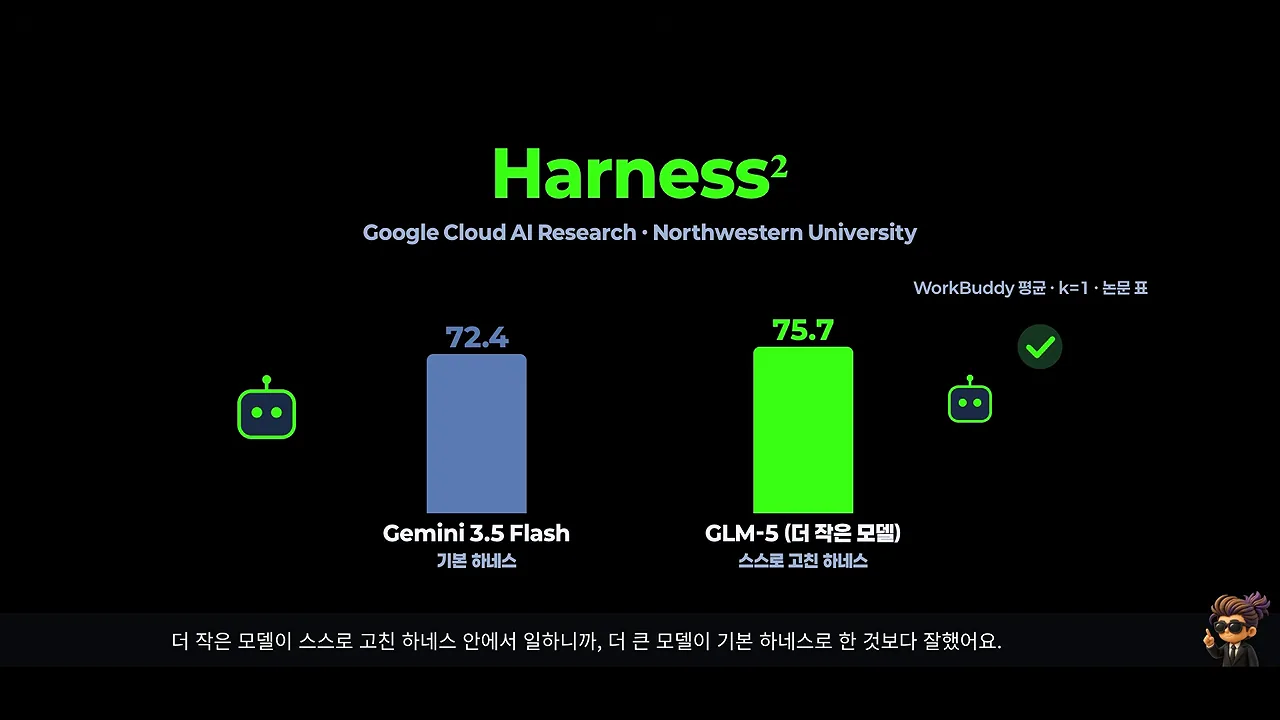 Harness²
Google Cloud AI Research · Northwestern University
WorkBuddy 평균 · k=1 · 논문 표
72.4
75.7
Gemini 3.5 Flash
기본 하네스
GLM-5 (더 작은 모델)
스스로 고친 하네스
더 작은 모델이 스스로 고친 하네스 안에서 일하니까, 더 큰 모델이 기본 하네스로 한 것보다 잘했어요.